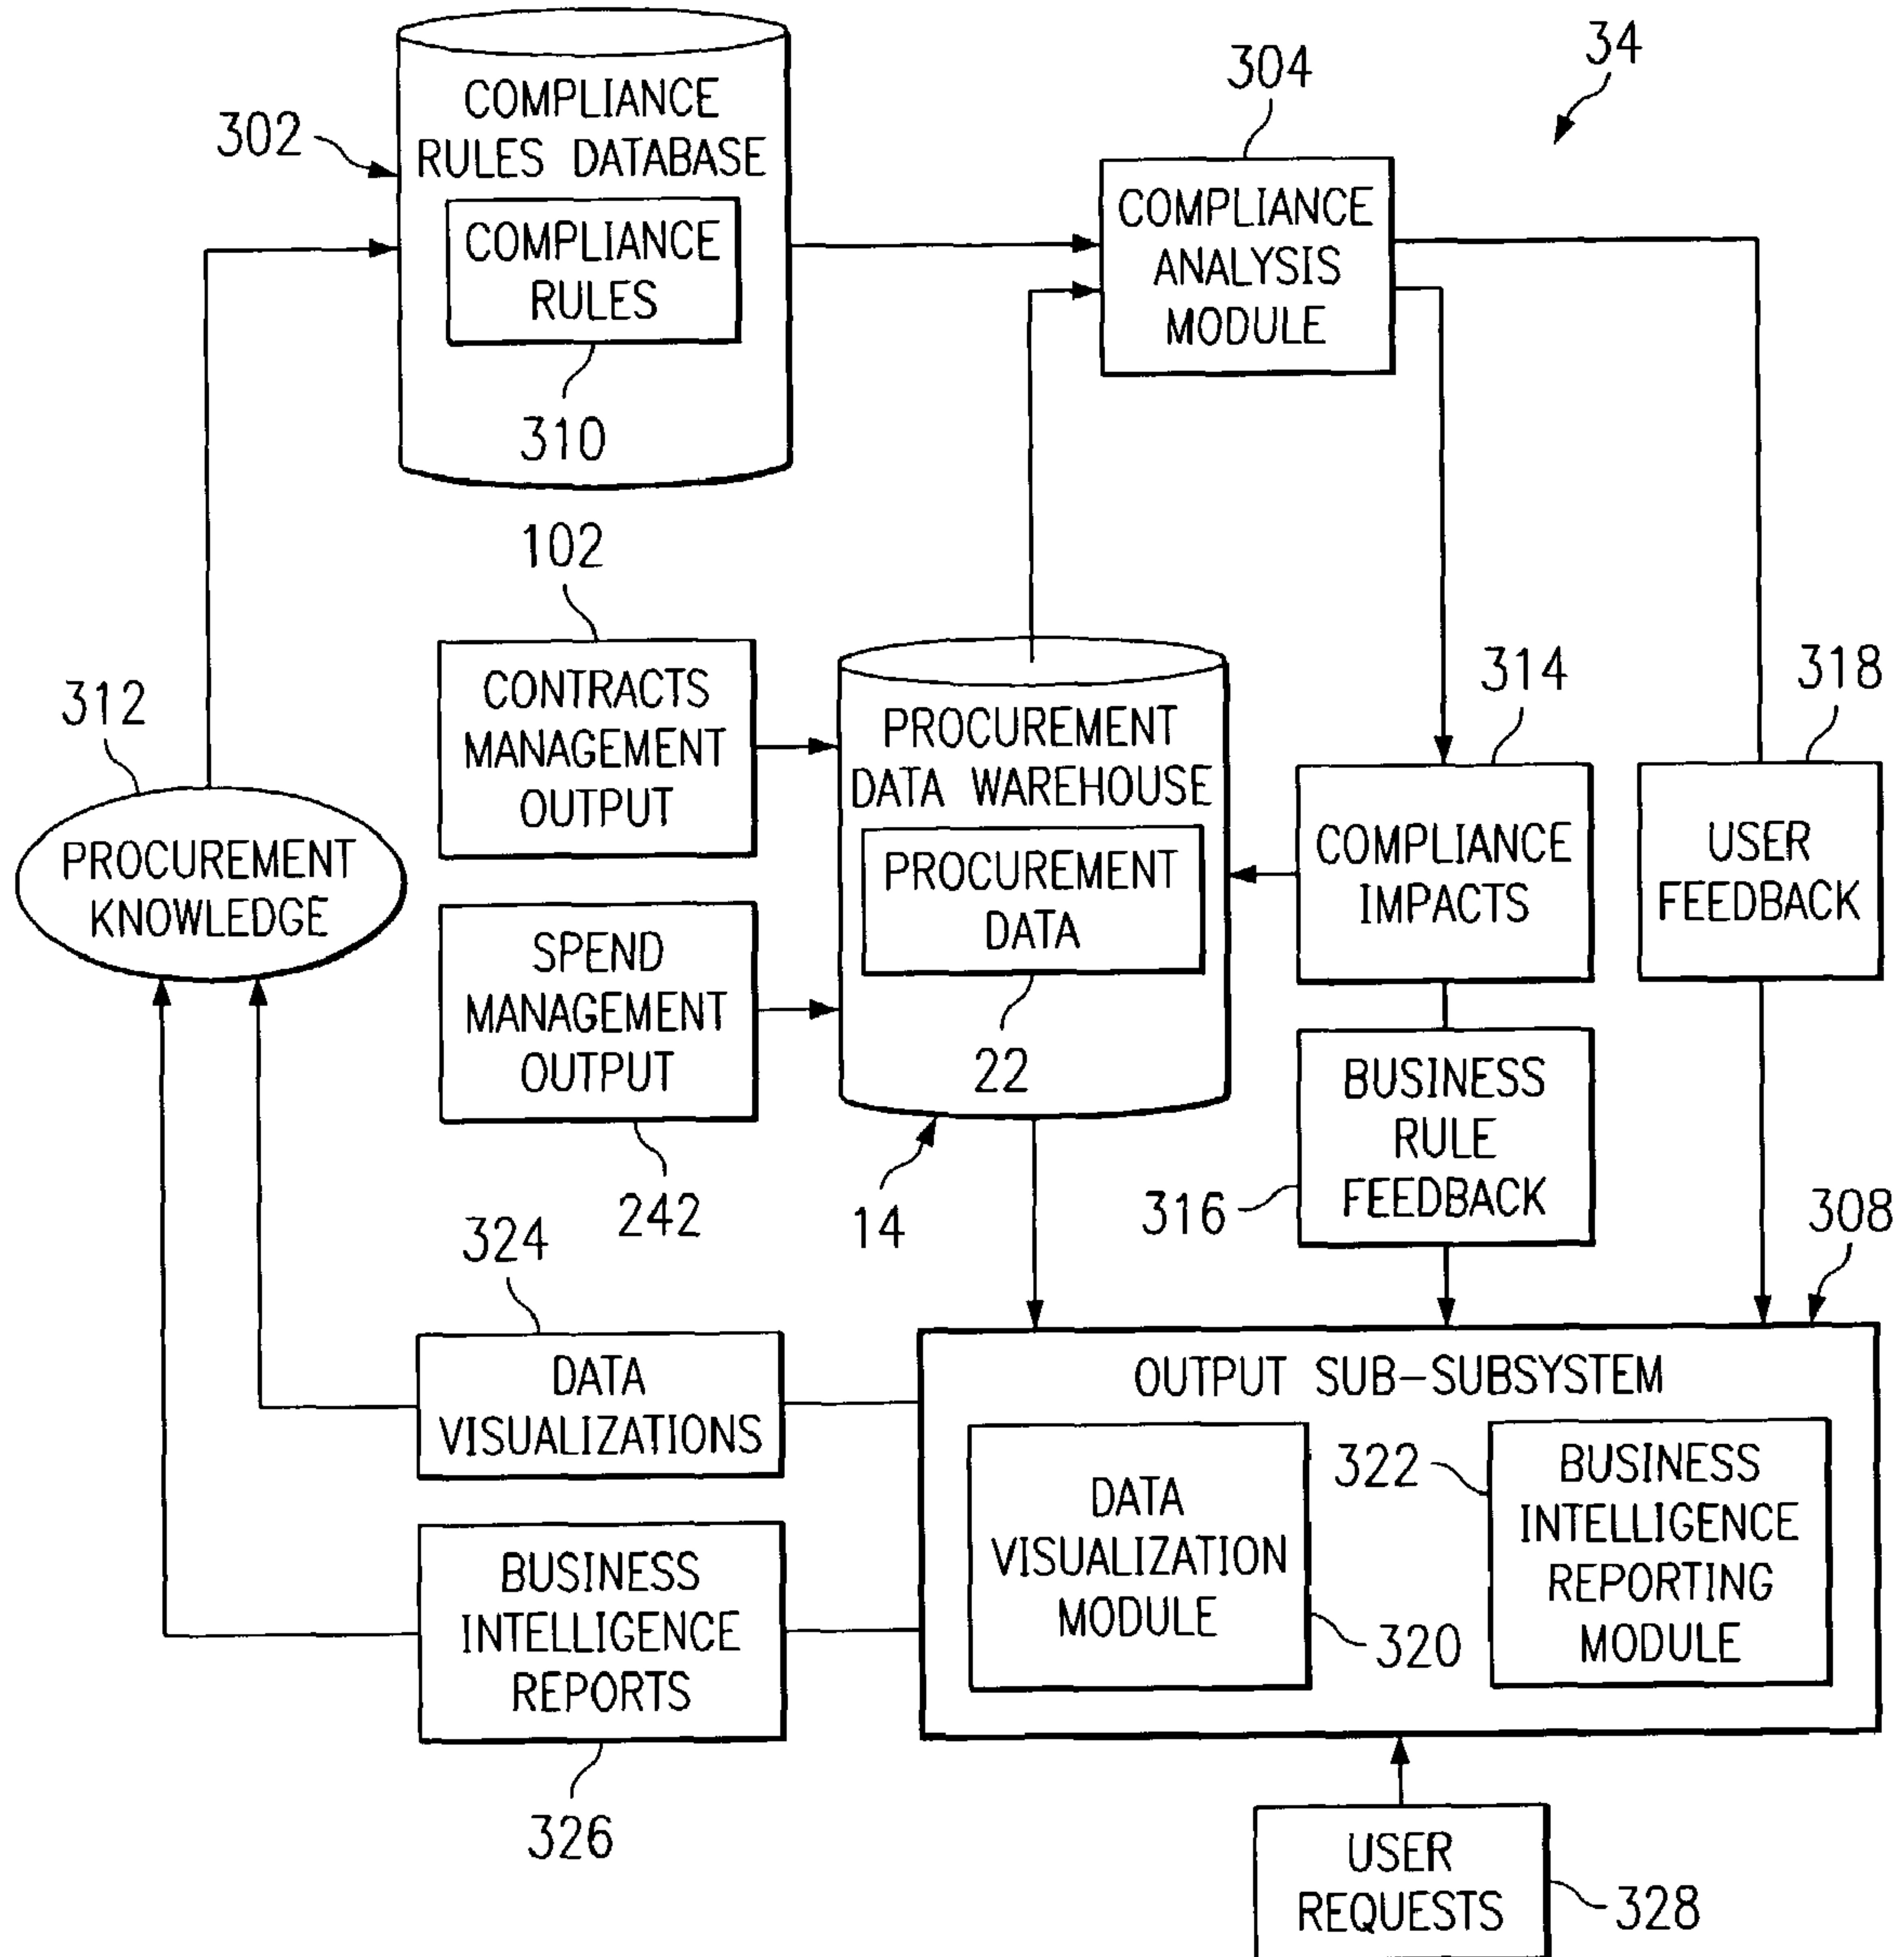 34
304
COMPLIANCE
RULES DATABASE
302
COMPLIANCE
RULES
310
COMPLIANCE
ANALYSIS
MODULE
102
CONTRACTS
MANAGEMENT
OUTPUT
312
PROCUREMENT
KNOWLEDGE
SPEND
MANAGEMENT
OUTPUT
242
PROCUREMENT
DATA WAREHOUSE
PROCUREMENT
DATA
22
14
314
COMPLIANCE
IMPACTS
318
USER
FEEDBACK
BUSINESS
RULE
FEEDBACK
316
308
324
DATA
VISUALIZATIONS
BUSINESS
INTELLIGENCE
REPORTS
326
OUTPUT SUB-SUBSYSTEM
DATA
VISUALIZATION
MODULE
320
322
BUSINESS
INTELLIGENCE
REPORTING
MODULE
USER
REQUESTS
328